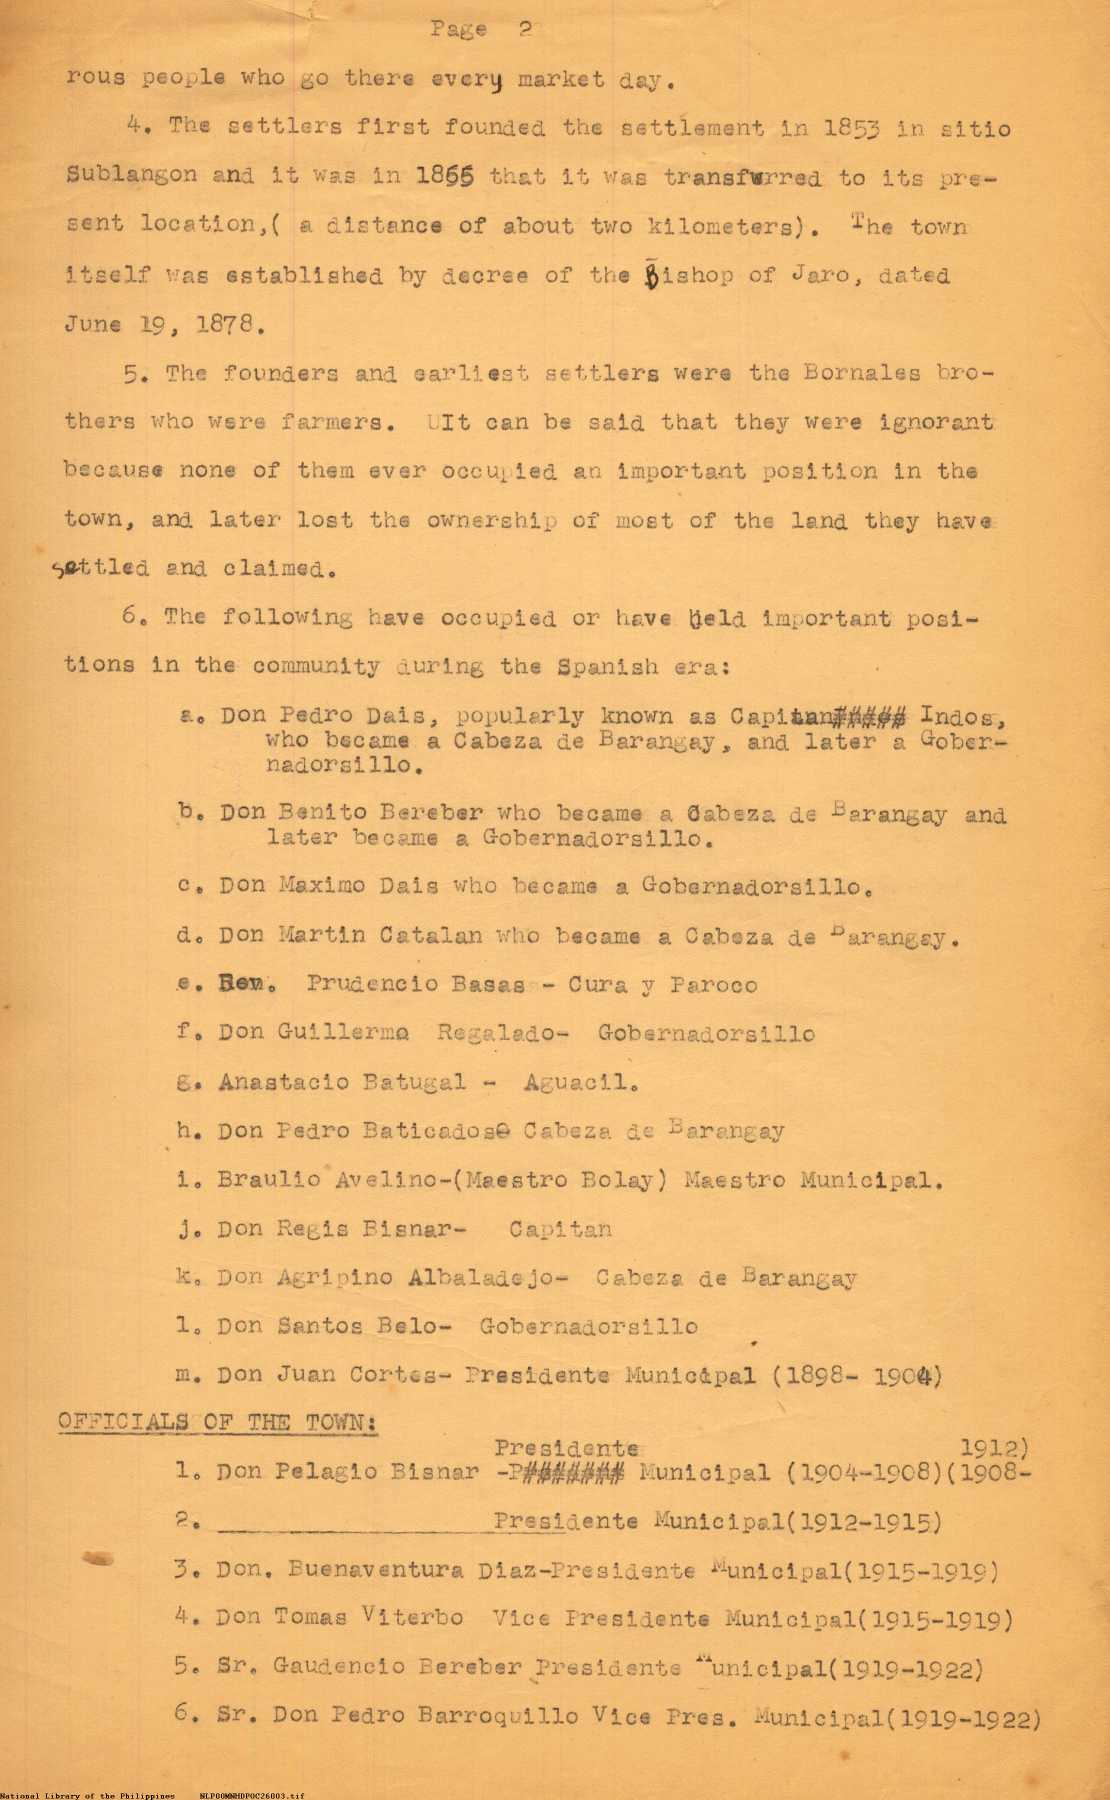 Page 2
rous people who go there every market day.
4. The settlers first founded the settlement in 1853 in sitio
Sublangon and it was in 1855 that it was transferred to its pre-
sent location,( a distance of about two kilometers). The town
itself was established by decree of the Bishop of Jaro, dated
June 19, 1878.
5. The founders and earliest settlers were the Bornales bro-
thers who were farmers. UIt can be said that they were ignorant
because none of them ever occupied an important position in the
town, and later lost the ownership of most of the land they have
settled and claimed.
6. The following have occupied or have held important posi-
tions in the community during the Spanish era:
a. Don Pedro Dais, popularly known as Capitan##### Indos,
who became a Cabeza de Barangay, and later a Gober-
nadorsillo.
b. Don Benito Bereber who became a Cabeza de Barangay and
later became a Gobernadorsillo.
c. Don Maximo Dais who became a Gobernadorsillo.
d. Don Martin Catalan who became a Cabeza de Barangay.
e. Rev. Prudencio Basas - Cura y Paroco
f. Don Guillermo Regalado- Gobernadorsillo
g. Anastacio Batugal - Aguacil.
h. Don Pedro Baticados Cabeza de Barangay
i. Braulio Avelino-(Maestro Bolay) Maestro Municipal.
j. Don Regis Bisnar- Capitan
k. Don Agripino Albaladejo- Cabeza de Barangay
l. Don Santos Belo- Gobernadorsillo
m. Don Juan Cortes- Presidente Municipal (1898- 1904)
OFFICIALS OF THE TOWN:
Presidente 1912)
1. Don Pelagio Bisnar -P####### Municipal (1904-1908)(1908-
2. ___________________ Presidente Municipal(1912-1915)
3. Don. Buenaventura Diaz-Presidente Municipal(1915-1919)
4. Don Tomas Viterbo Vice Presidente Municipal(1915-1919)
5. Sr. Gaudencio Bereber Presidente Municipal(1919-1922)
6. Sr. Don Pedro Barroquillo Vice Pres. Municipal(1919-1922)
National Library of the Philippines NLPOOMNHDPOC26003.tif